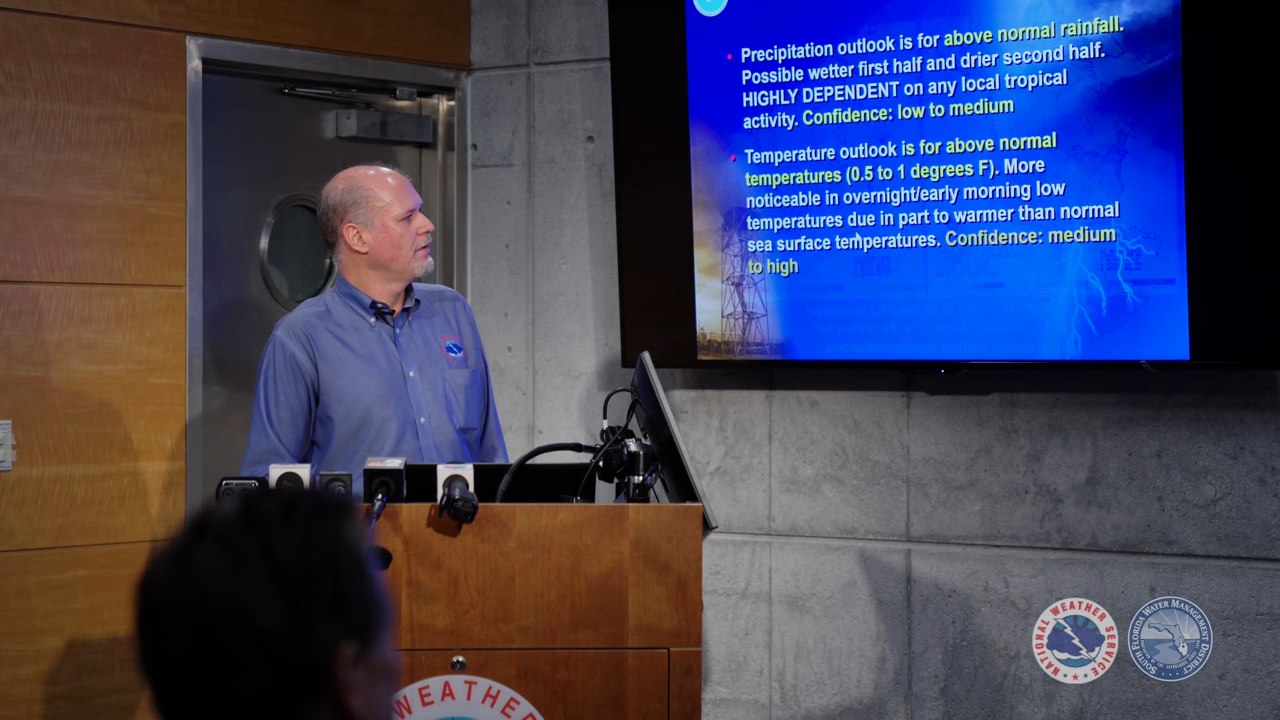 Precipitation outlook is for above normal rainfall.
Possible wetter first half and drier second half.
HIGHLY DEPENDENT on any local tropical
activity. Confidence: low to medium
Temperature outlook is for above normal
temperatures (0.5 to 1 degrees F). More
noticeable in overnight/early morning low
temperatures due in part to warmer than normal
sea surface temperatures. Confidence: medium
to high
NATIONAL WEATHER SERVICE
SOUTH FLORIDA WATER MANAGEMENT DISTRICT
WEATHER